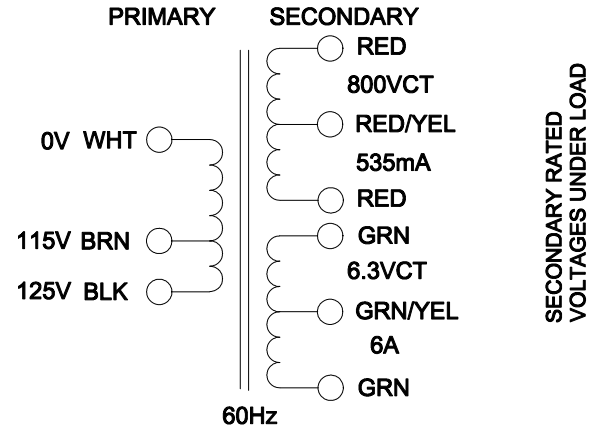 PRIMARY
SECONDARY
RED
800VCT
0V WHT
RED/YEL
535mA
RED
115V BRN
GRN
6.3VCT
125V BLK
GRN/YEL
6A
GRN
60Hz
SECONDARY RATED
VOLTAGES UNDER LOAD